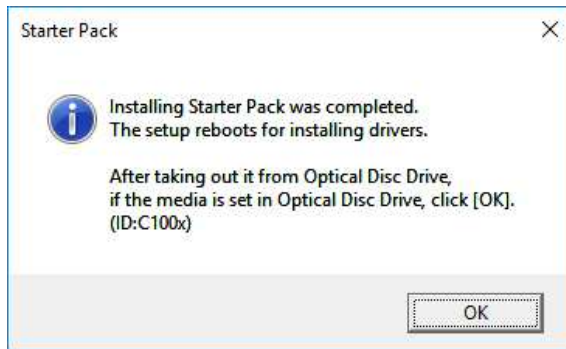 Starter Pack
Installing Starter Pack was completed.
The setup reboots for installing drivers.
After taking out it from Optical Disc Drive,
if the media is set in Optical Disc Drive, click [OK].
(ID:C100x)
OK